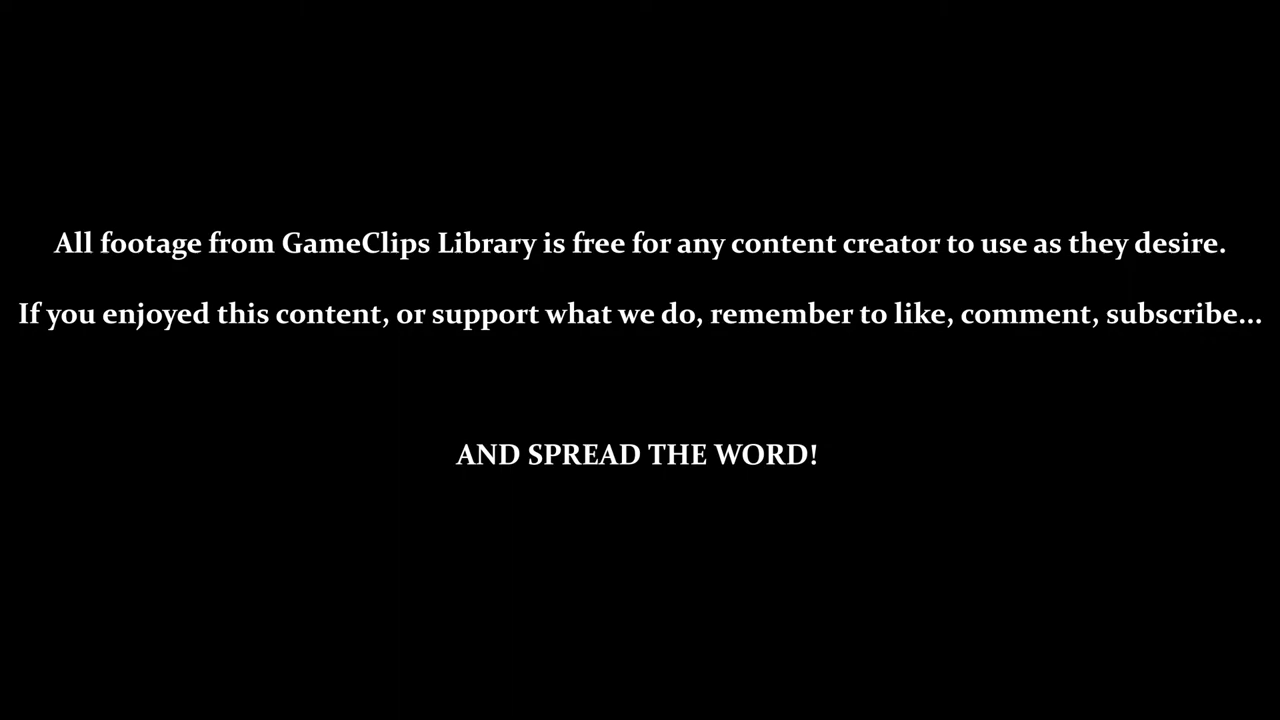 All footage from GameClips Library is free for any content creator to use as they desire.
If you enjoyed this content, or support what we do, remember to like, comment, subscribe...
AND SPREAD THE WORD!